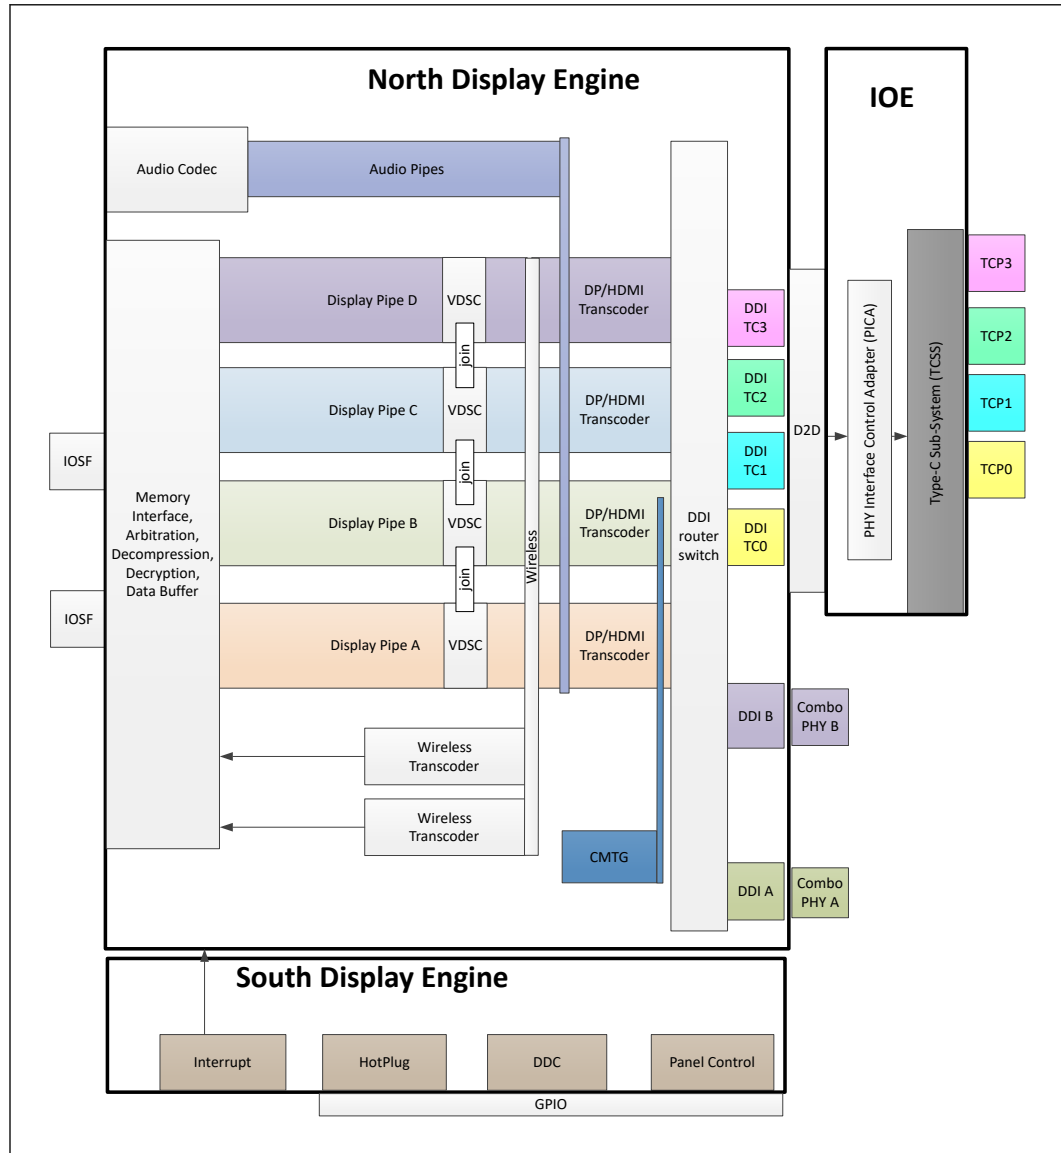 North Display Engine
IOE
Audio Codec
Audio Pipes
Display Pipe D
VDSC
DP/HDMI
Transcoder
join
Display Pipe C
VDSC
DP/HDMI
Transcoder
join
Display Pipe B
VDSC
DP/HDMI
Transcoder
join
Display Pipe A
VDSC
DP/HDMI
Transcoder
Wireless
IOSF
IOSF
Memory
Interface,
Arbitration,
Decompression,
Decryption,
Data Buffer
Wireless
Transcoder
Wireless
Transcoder
CMTG
DDI
router
switch
DDI
TC3
DDI
TC2
DDI
TC1
DDI
TC0
DDI B
DDI A
Combo
PHY B
Combo
PHY A
D2D
PHY Interface Control Adapter (PICA)
Type-C Sub-System (TCSS)
TCP3
TCP2
TCP1
TCP0
South Display Engine
Interrupt
HotPlug
DDC
Panel Control
GPIO